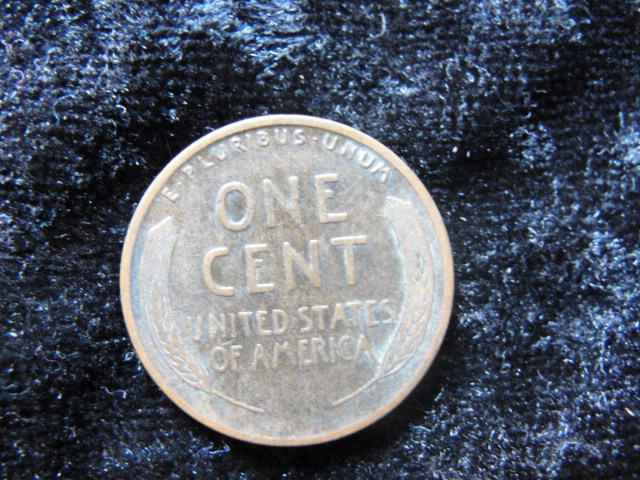 E·PLURIBUS·UNUM
ONE
CENT
UNITED STATES
OF AMERICA